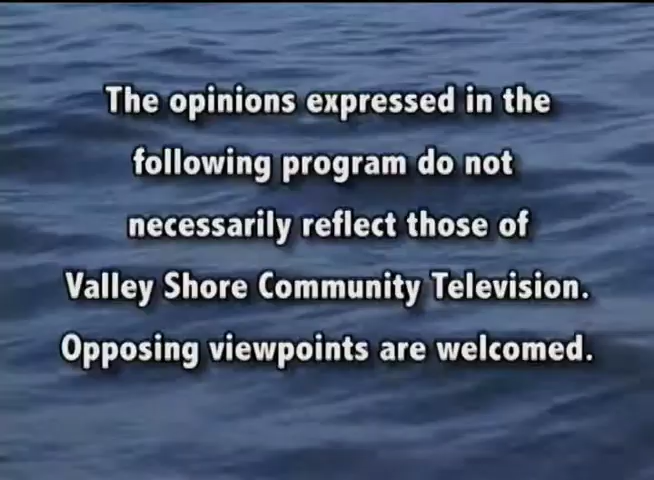 The opinions expressed in the
following program do not
necessarily reflect those of
Valley Shore Community Television.
Opposing viewpoints are welcomed.